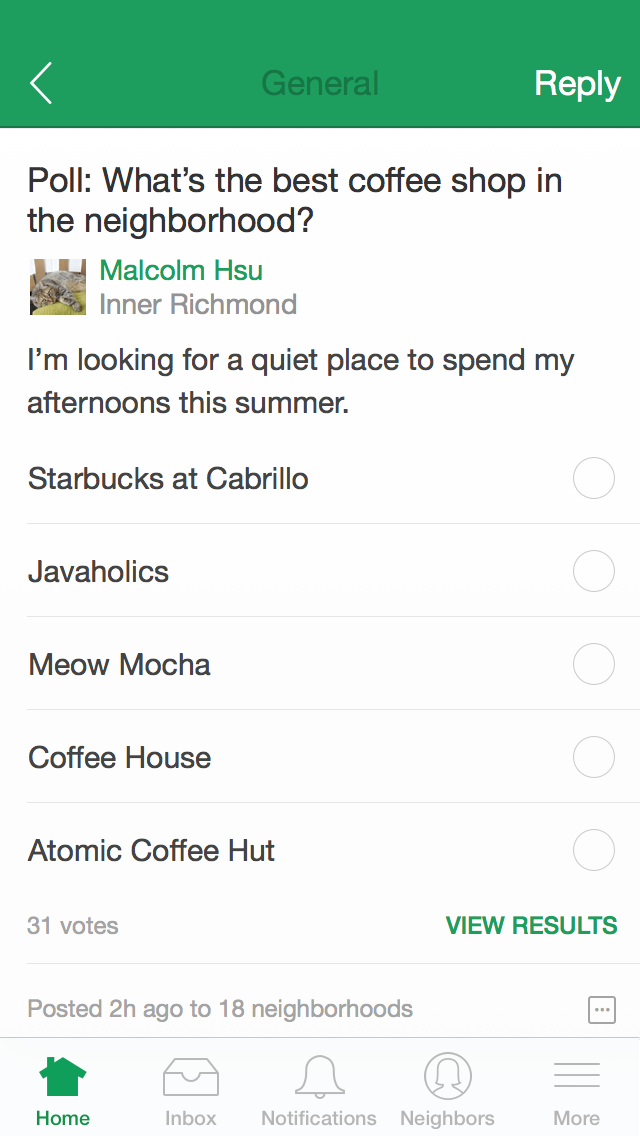 General
Reply
Poll: What's the best coffee shop in
the neighborhood?
Malcolm Hsu
Inner Richmond
I'm looking for a quiet place to spend my
afternoons this summer.
Starbucks at Cabrillo
Javaholics
Meow Mocha
Coffee House
Atomic Coffee Hut
31 votes
VIEW RESULTS
Posted 2h ago to 18 neighborhoods
Home
Inbox
Notifications
Neighbors
More